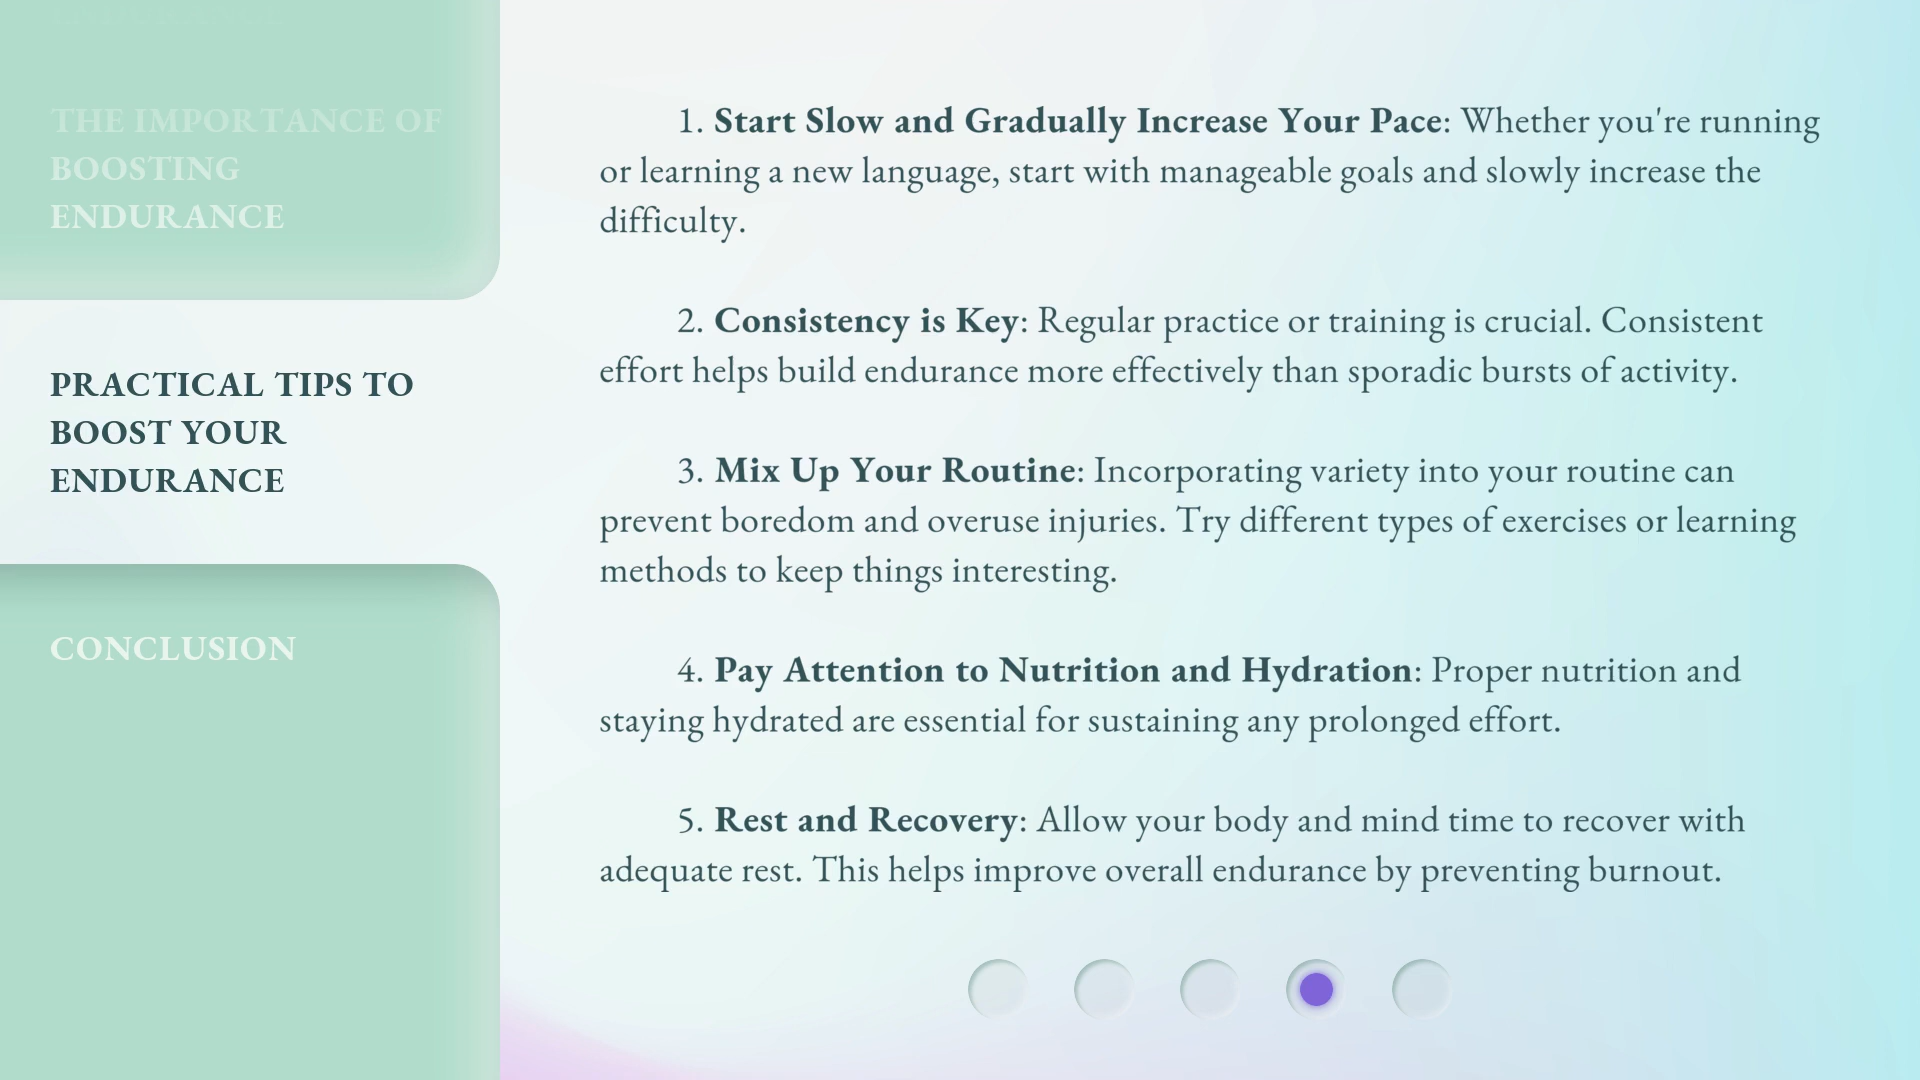 THE IMPORTANCE OF
BOOSTING
ENDURANCE
PRACTICAL TIPS TO
BOOST YOUR
ENDURANCE
CONCLUSION
1. Start Slow and Gradually Increase Your Pace: Whether you're running
or learning a new language, start with manageable goals and slowly increase the
difficulty.
2. Consistency is Key: Regular practice or training is crucial. Consistent
effort helps build endurance more effectively than sporadic bursts of activity.
3. Mix Up Your Routine: Incorporating variety into your routine can
prevent boredom and overuse injuries. Try different types of exercises or learning
methods to keep things interesting.
4. Pay Attention to Nutrition and Hydration: Proper nutrition and
staying hydrated are essential for sustaining any prolonged effort.
5. Rest and Recovery: Allow your body and mind time to recover with
adequate rest. This helps improve overall endurance by preventing burnout.